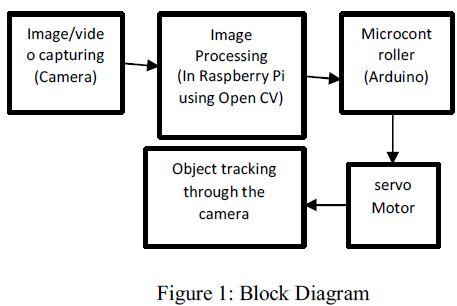 Image/vide
o capturing
(Camera)
Image
Processing
(In Raspberry Pi
using Open CV)
Microcont
roller
(Arduino)
Object tracking
through the
camera
servo
Motor
Figure 1: Block Diagram